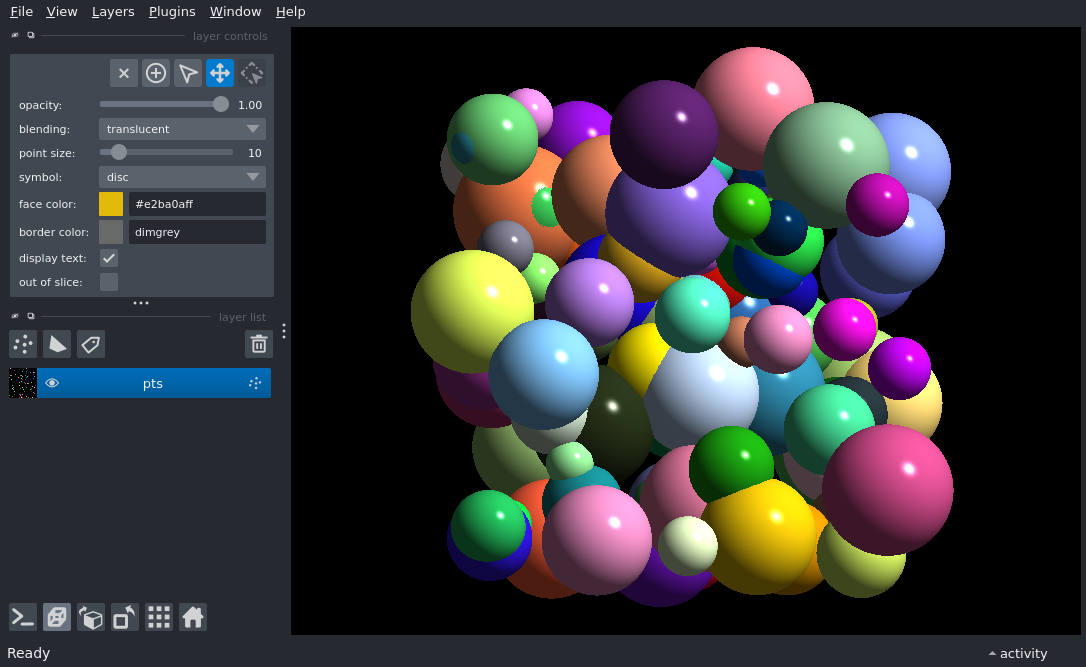 File View Layers Plugins Window Help
layer controls
opacity: 1.00
blending: translucent
point size: 10
symbol: disc
face color: #e2ba0aff
border color: dimgrey
display text:
out of slice:
layer list
pts
Ready activity